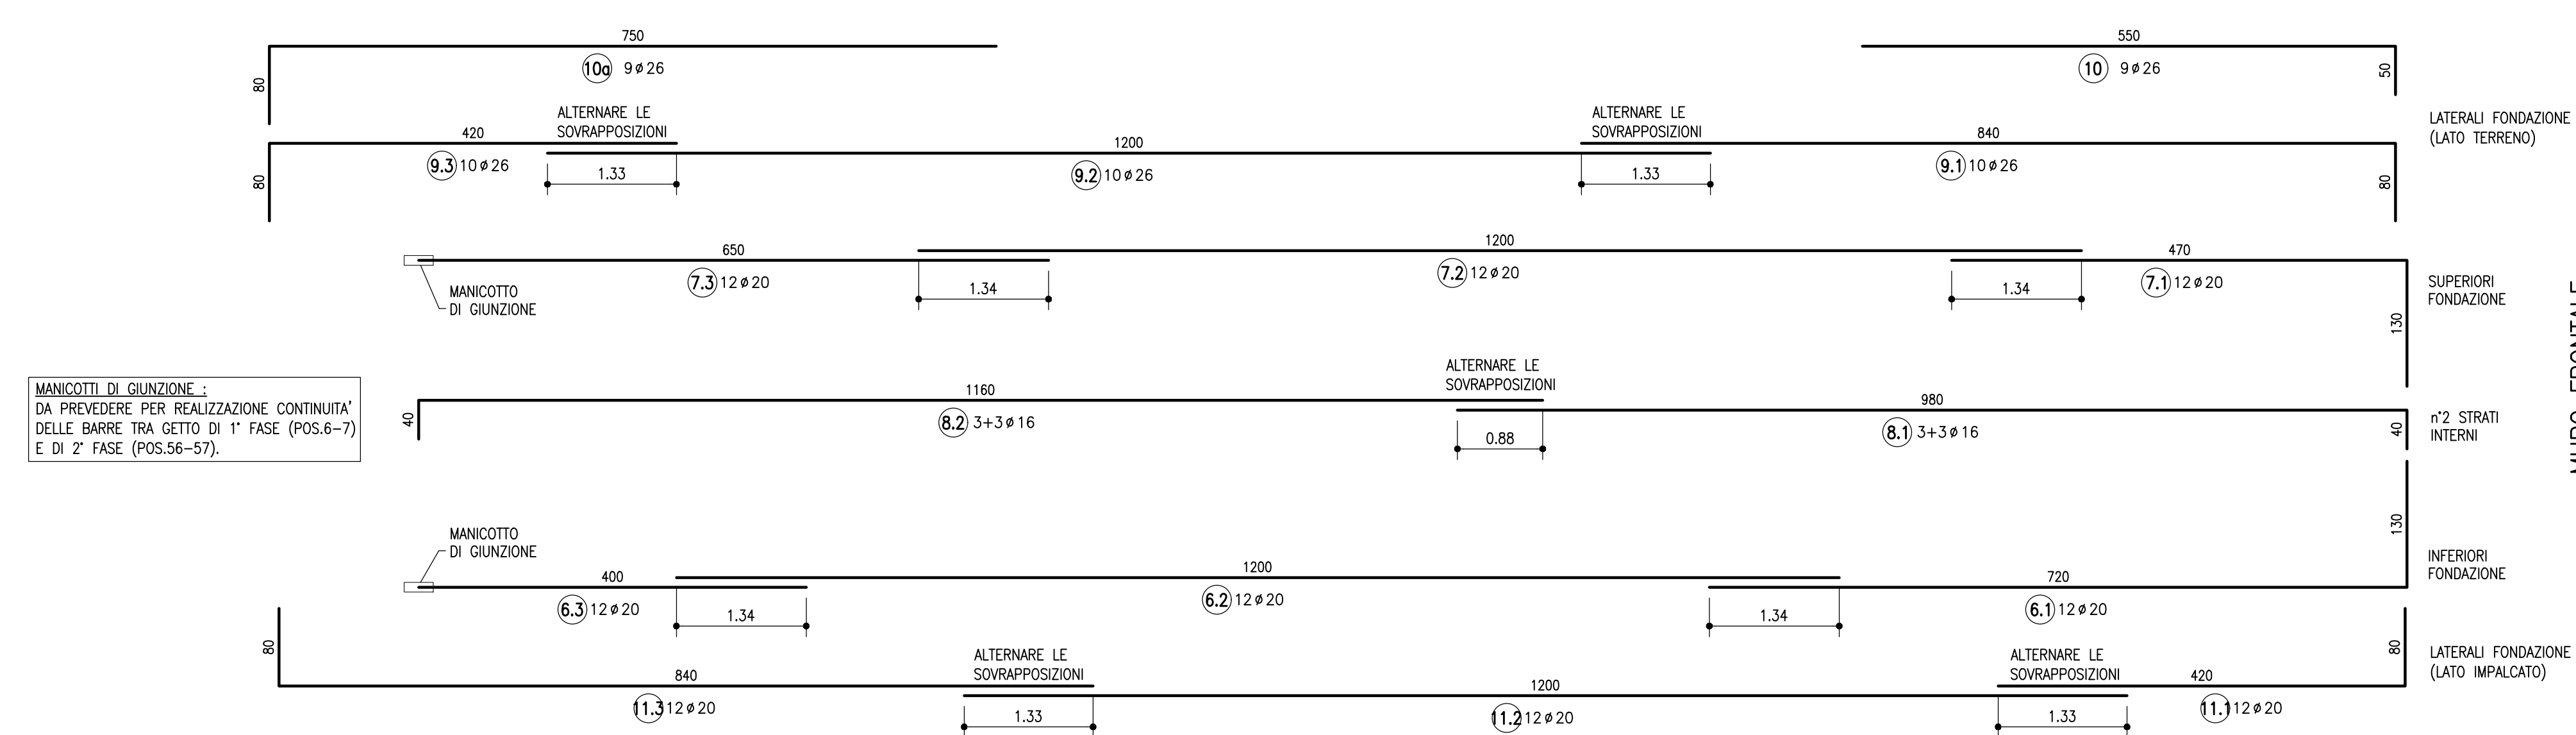 750
10a 9ø26
80
550
10 9ø26
50
ALTERNARE LE
SOVRAPPOSIZIONI
ALTERNARE LE
SOVRAPPOSIZIONI
LATERALI FONDAZIONE
(LATO TERRENO)
420
9.3 10ø26
80
1.33
1200
9.2 10ø26
1.33
840
9.1 10ø26
80
650
7.3 12ø20
MANICOTTO
DI GIUNZIONE
1.34
1200
7.2 12ø20
1.34
470
7.1 12ø20
130
SUPERIORI
FONDAZIONE
MURO FRONTALE
MANICOTTI DI GIUNZIONE :
DA PREVEDERE PER REALIZZAZIONE CONTINUITA'
DELLE BARRE TRA GETTO DI 1° FASE (POS.6-7)
E DI 2° FASE (POS.56-57).
1160
40
8.2 3+3ø16
ALTERNARE LE
SOVRAPPOSIZIONI
0.88
980
8.1 3+3ø16
40
n°2 STRATI
INTERNI
MANICOTTO
DI GIUNZIONE
400
6.3 12ø20
1.34
1200
6.2 12ø20
1.34
720
6.1 12ø20
130
INFERIORI
FONDAZIONE
80
840
11.3 12ø20
ALTERNARE LE
SOVRAPPOSIZIONI
1.33
1200
11.2 12ø20
ALTERNARE LE
SOVRAPPOSIZIONI
1.33
420
11.1 12ø20
80
LATERALI FONDAZIONE
(LATO IMPALCATO)